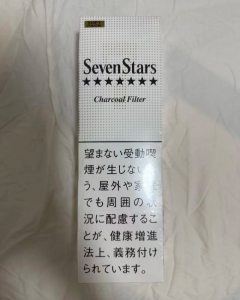 SevenStars
★★★★★★★
Charcoal Filter
望まない受動喫
煙が生じない
う、屋外や家
でも周囲の状
況に配慮するこ
とが、健康増進
法上、義務付け
られています。